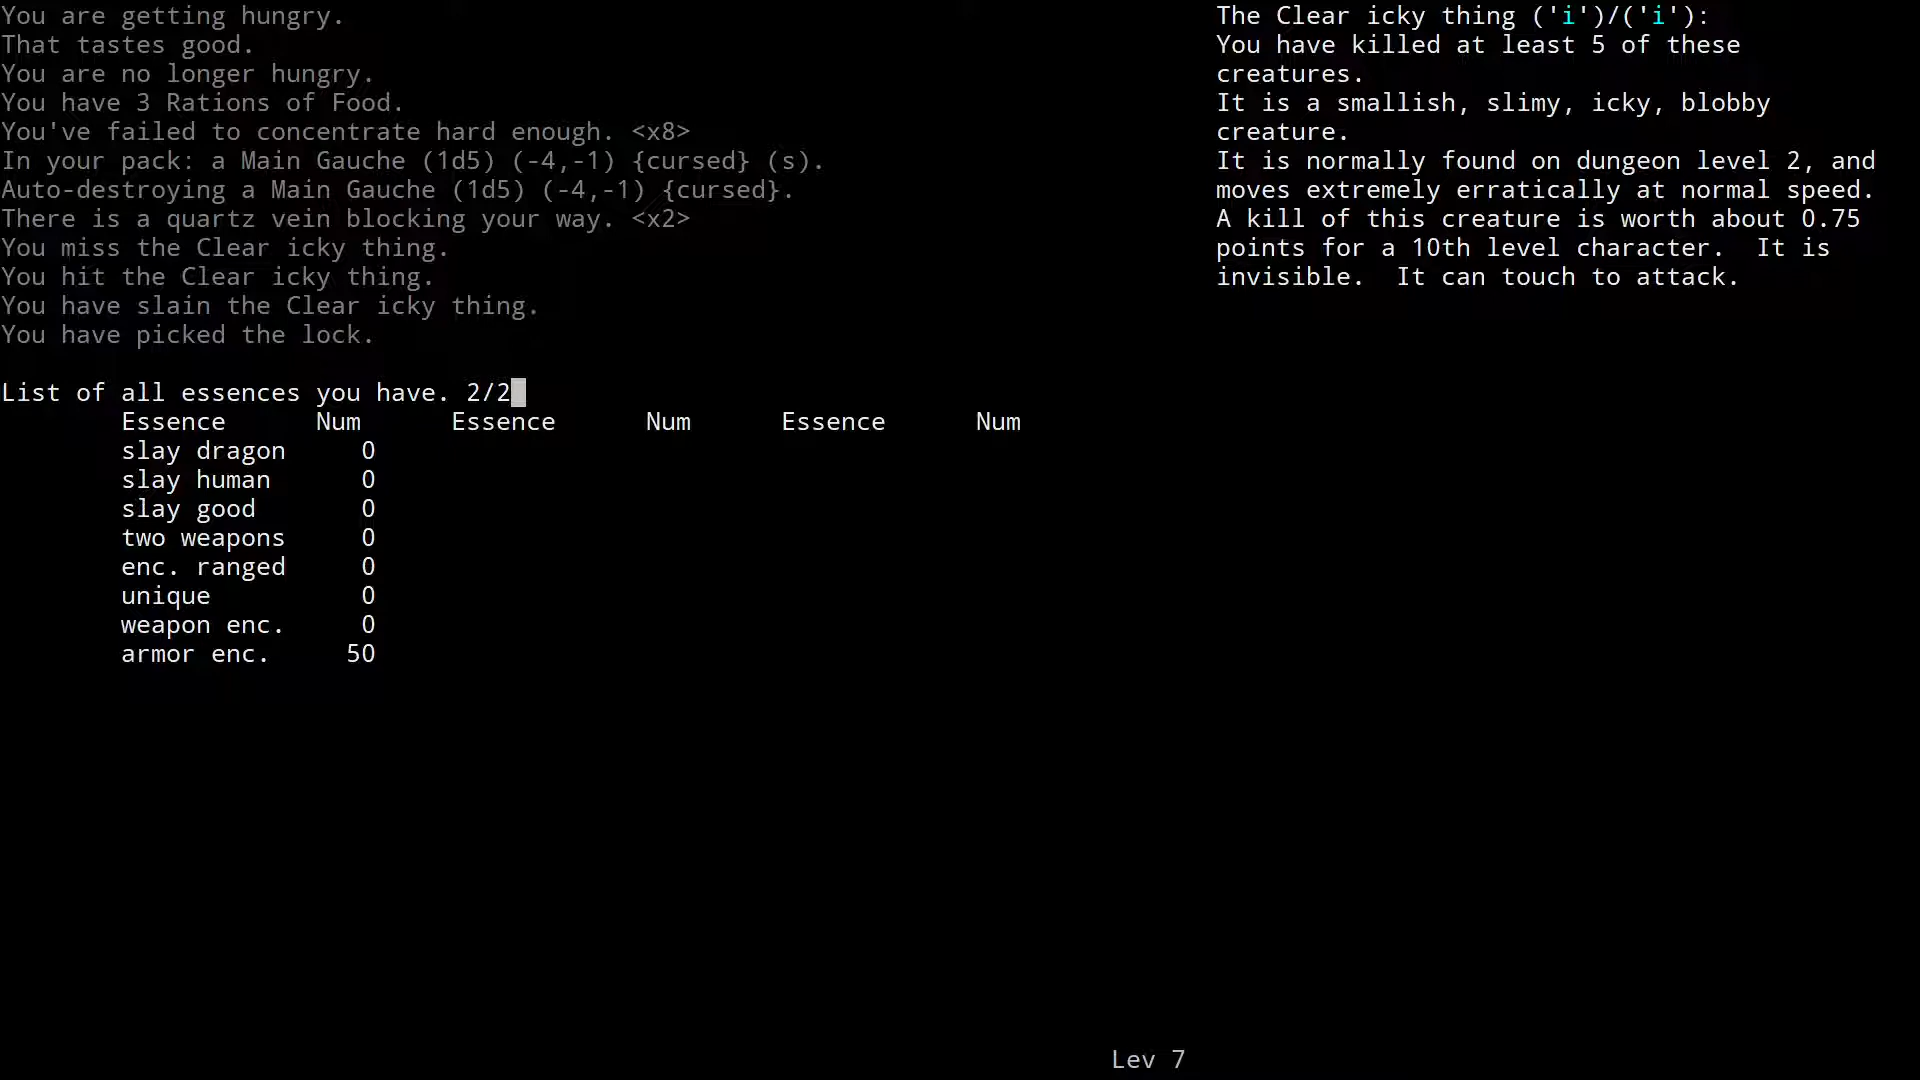 You are getting hungry.
That tastes good.
You are no longer hungry.
You have 3 Rations of Food.
You've failed to concentrate hard enough. <x8>
In your pack: a Main Gauche (1d5) (-4,-1) {cursed} (s).
Auto-destroying a Main Gauche (1d5) (-4,-1) {cursed}.
There is a quartz vein blocking your way. <x2>
You miss the Clear icky thing.
You hit the Clear icky thing.
You have slain the Clear icky thing.
You have picked the lock.
List of all essences you have. 2/2
Essence Num Essence Num Essence Num
slay dragon 0
slay human 0
slay good 0
two weapons 0
enc. ranged 0
unique 0
weapon enc. 0
armor enc. 50
The Clear icky thing ('i')/('i'):
You have killed at least 5 of these
creatures.
It is a smallish, slimy, icky, blobby
creature.
It is normally found on dungeon level 2, and
moves extremely erratically at normal speed.
A kill of this creature is worth about 0.75
points for a 10th level character. It is
invisible. It can touch to attack.
Lev 7